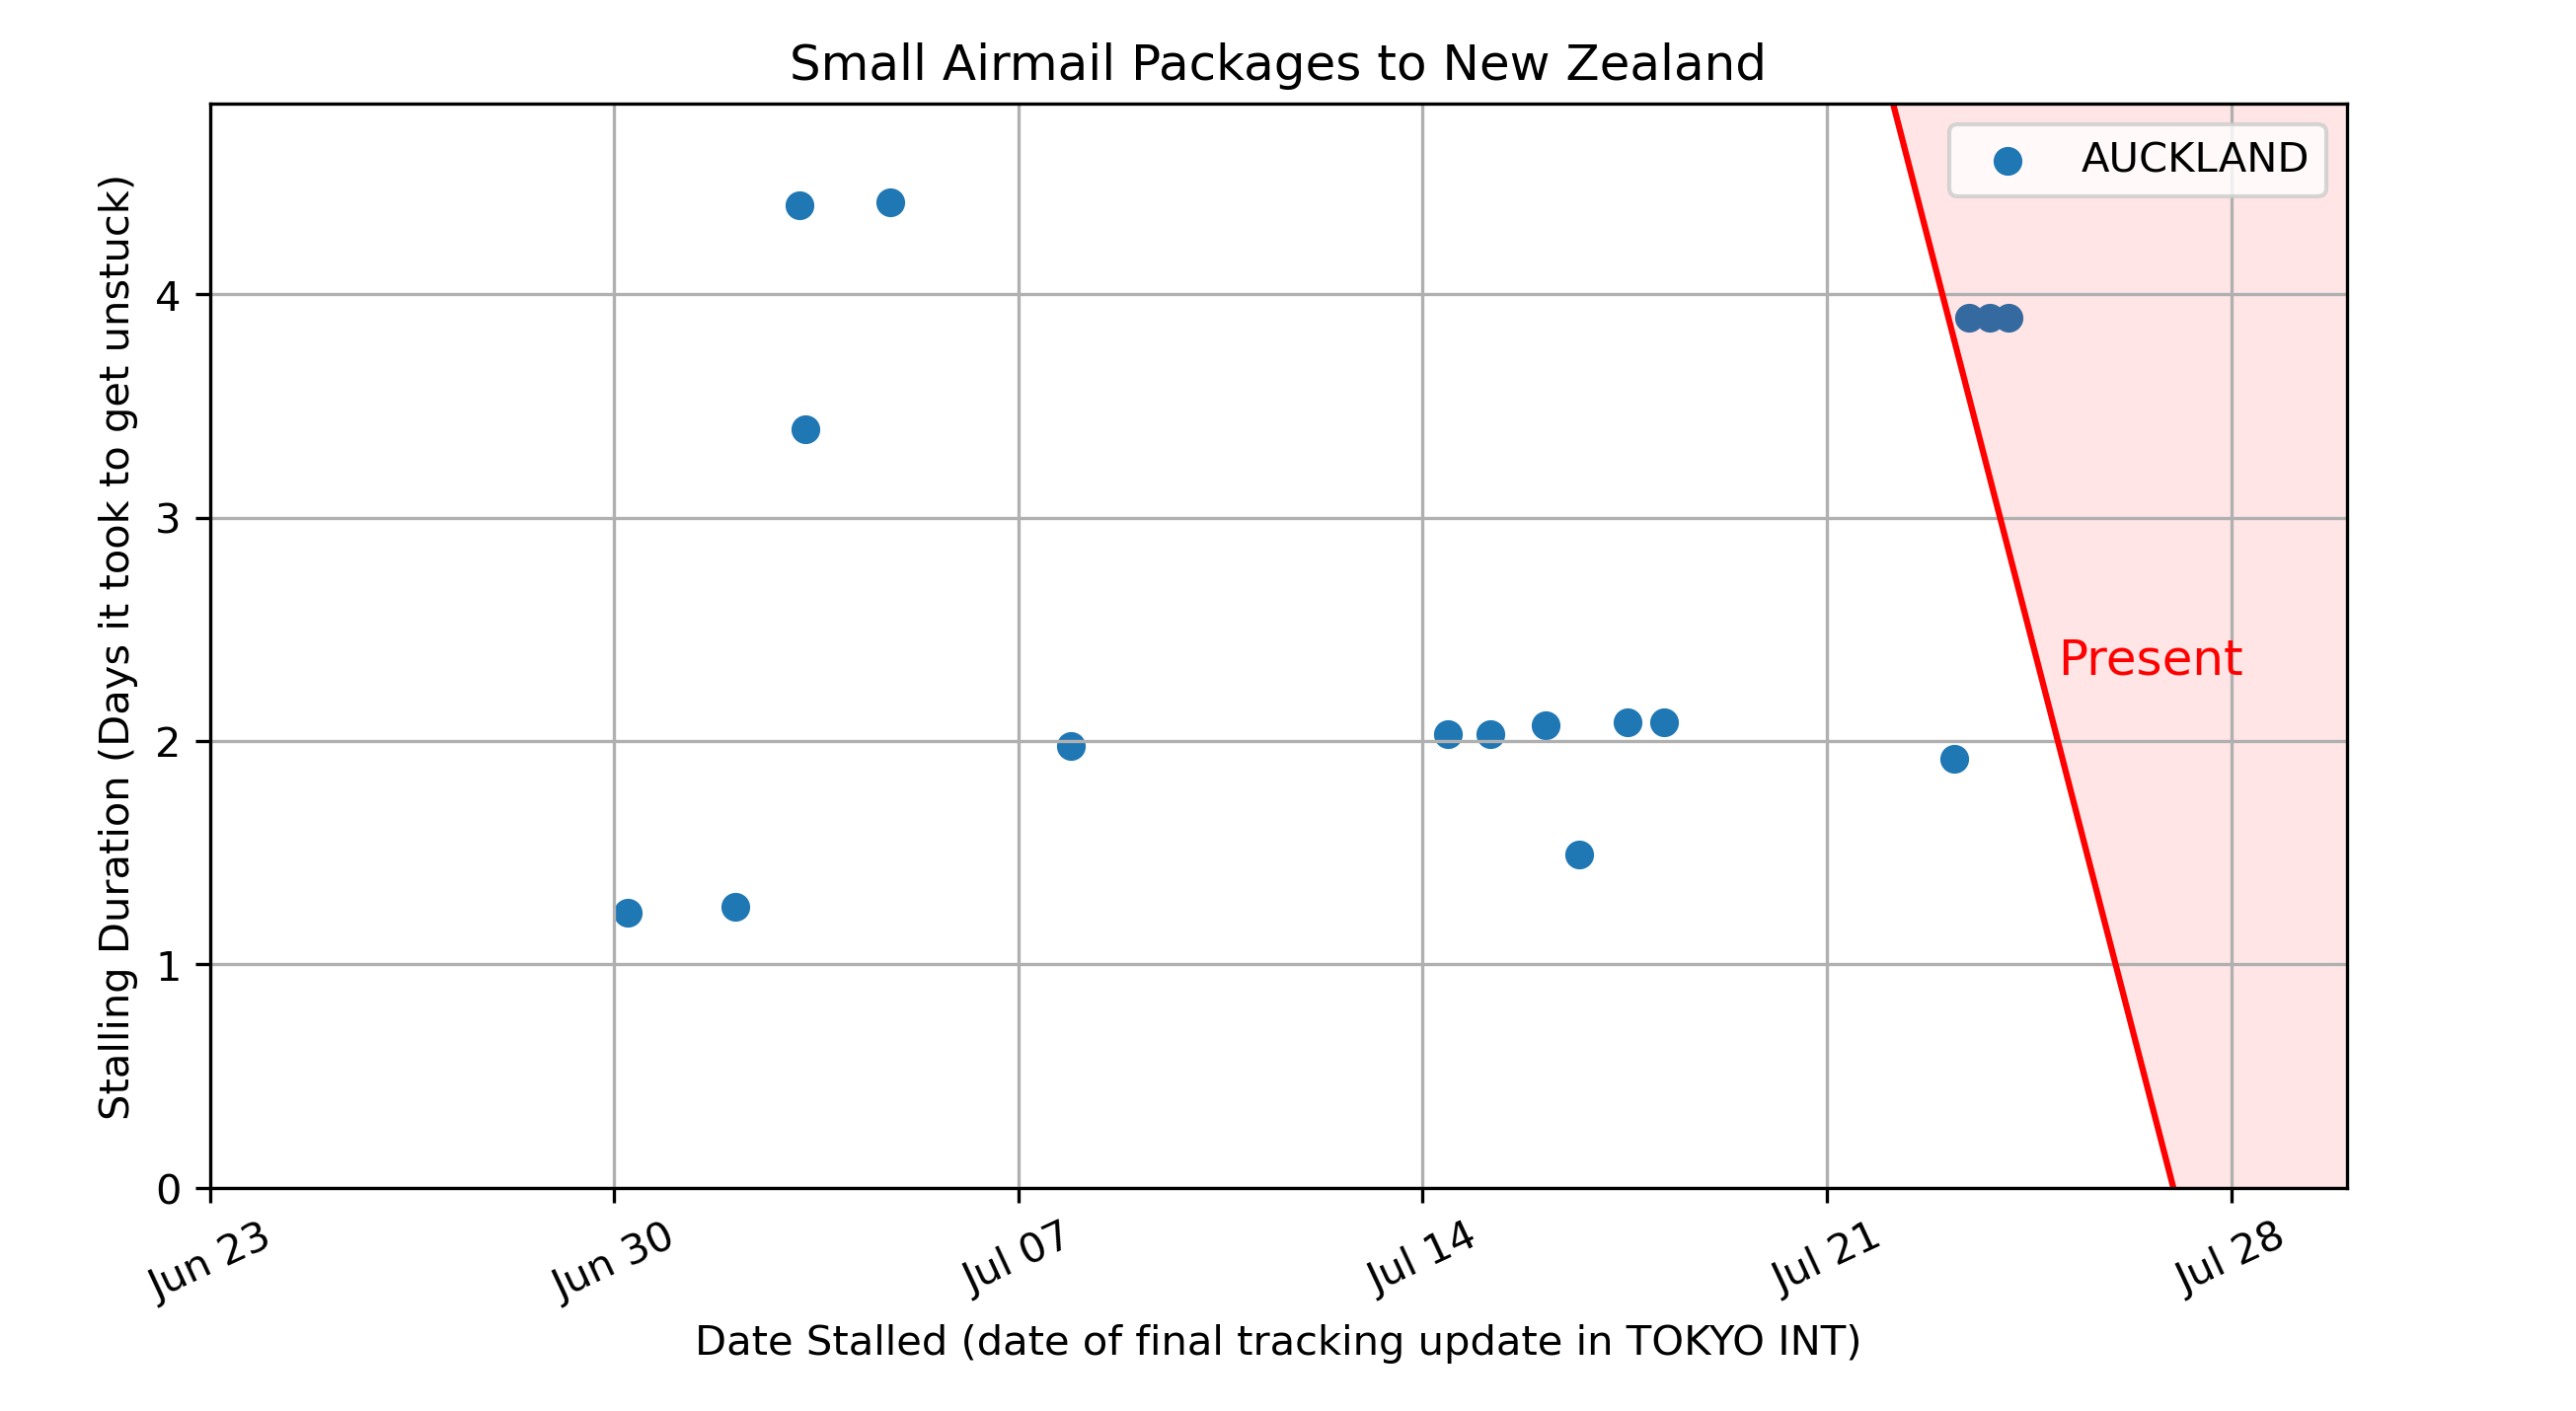 Small Airmail Packages to New Zealand
AUCKLAND
Stalling Duration (Days it took to get unstuck)
4
3
2
1
0
Present
Jun 23
Jun 30
Jul 07
Jul 14
Jul 21
Jul 28
Date Stalled (date of final tracking update in TOKYO INT)